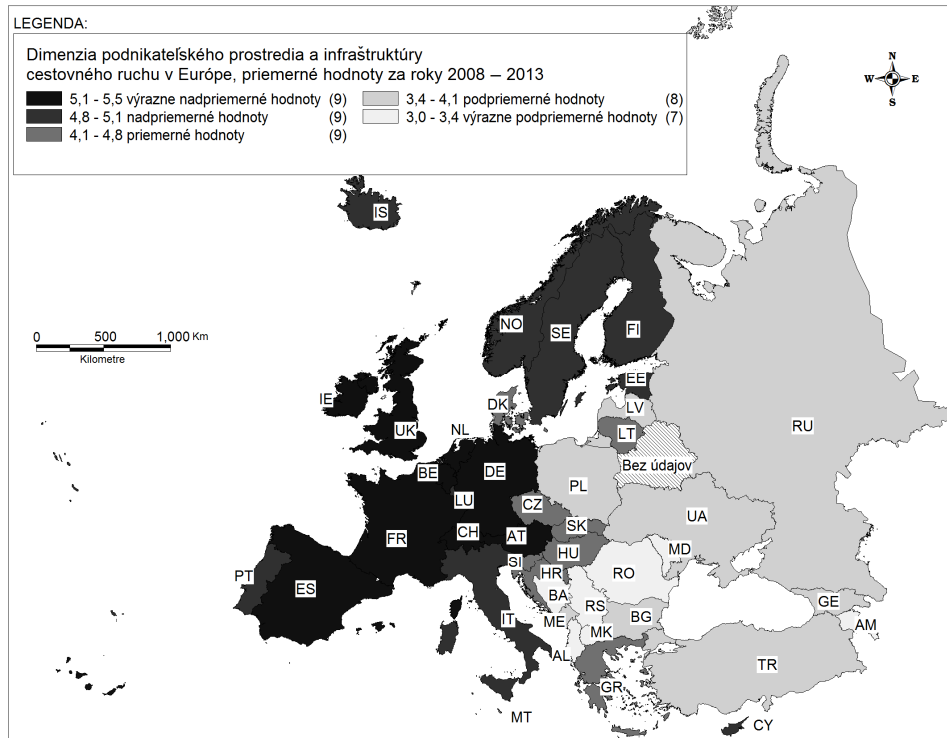 LEGENDA:
Dimenzia podnikateľského prostredia a infraštruktúry
cestovného ruchu v Európe, priemerné hodnoty za roky 2008 – 2013
5,1 - 5,5 výrazne nadpriemerné hodnoty (9)
4,8 - 5,1 nadpriemerné hodnoty (9)
4,1 - 4,8 priemerné hodnoty (9)
3,4 - 4,1 podpriemerné hodnoty (8)
3,0 - 3,4 výrazne podpriemerné hodnoty (7)
N
W E
S
IS
0 500 1,000 Km
Kilometre
NO
SE
FI
EE
IE
DK
LV
RU
UK
NL
LT
BE
DE
Bez údajov
PL
LU
CZ
UA
FR
CH
AT
SK
HU
MD
SI
HR
RO
PT
ES
BA
RS
GE
IT
ME
MK
BG
AM
AL
TR
GR
MT
CY